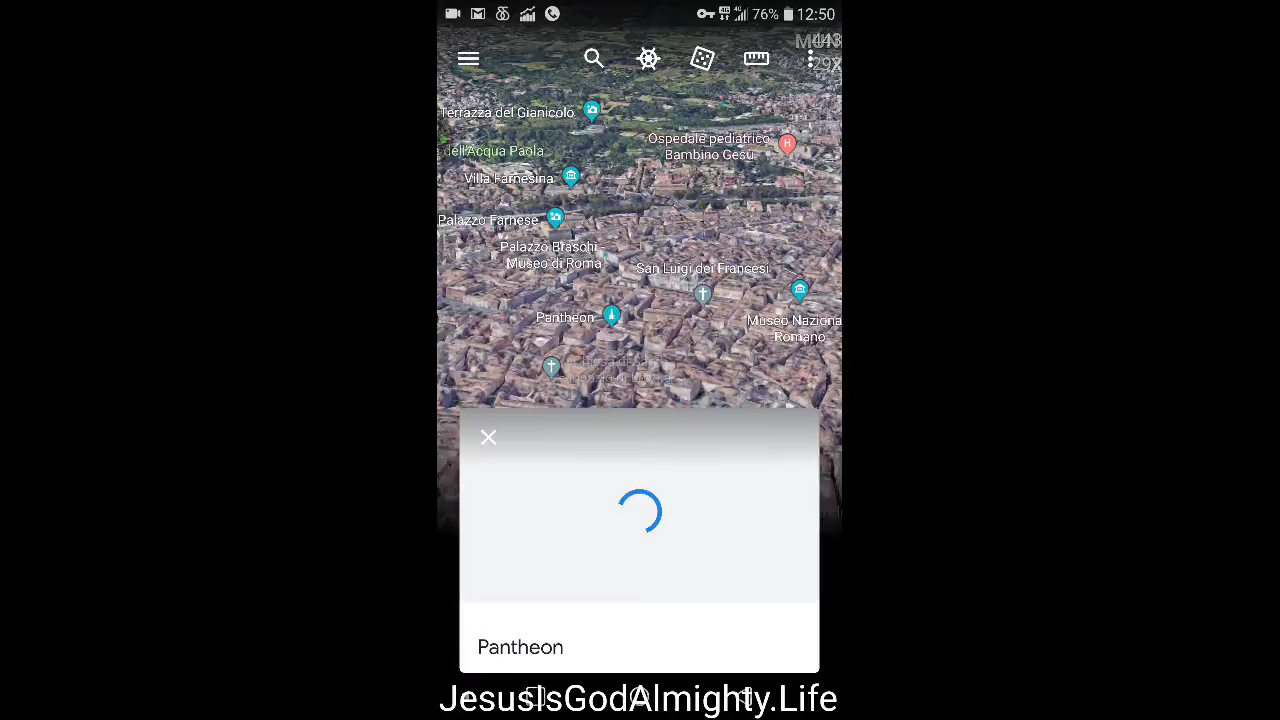 76% 12:50
Terrazza del Gianicolo
dell'Acqua Paola
Ospedale pediatrico
Bambino Gesù
H
Villa Farnesina
Palazzo Farnese
Palazzo Braschi -
Museo di Roma
San Luigi dei Francesi
Pantheon
Museo Naziona
Romano
Pantheon
JesusIsGodAlmighty.Life